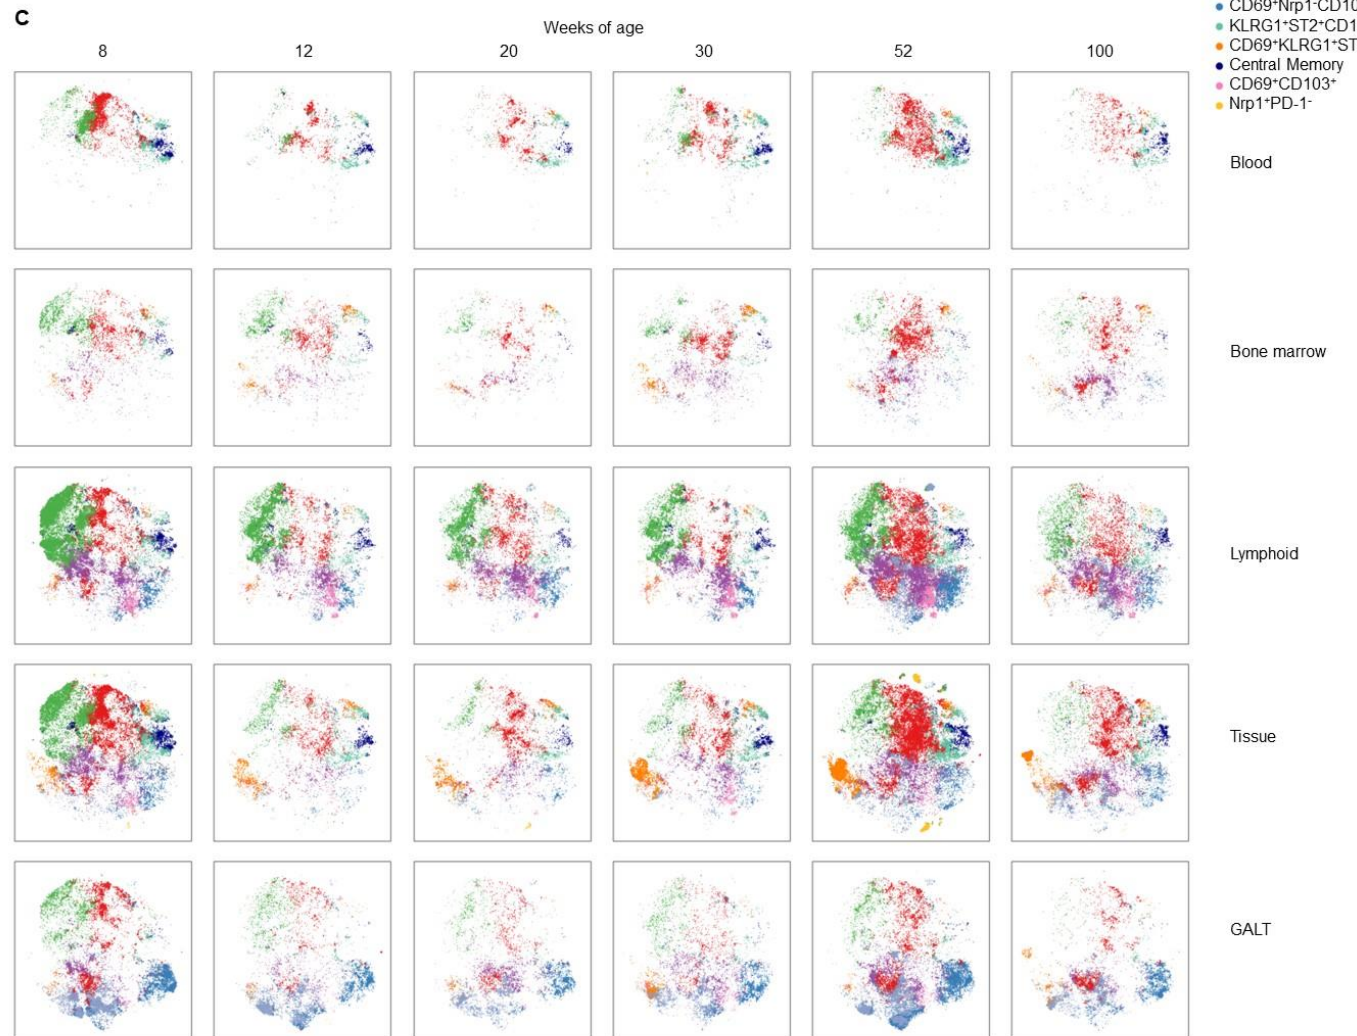 C
Weeks of age
8 12 20 30 52 100
CD69⁺Nrp1⁻CD10
KLRG1⁺ST2⁺CD1
CD69⁺KLRG1⁺ST
Central Memory
CD69⁺CD103⁺
Nrp1⁺PD-1⁻
Blood
Bone marrow
Lymphoid
Tissue
GALT